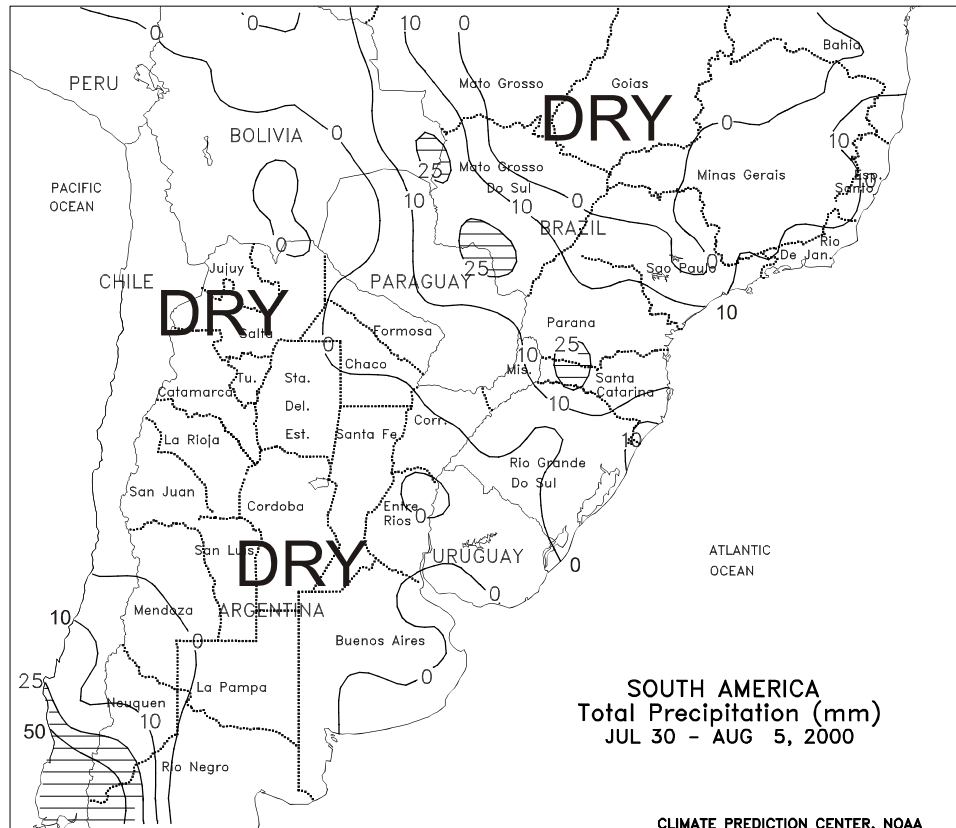 0
0
10
0
Bahia
PERU
Mato Grosso
Goias
DRY
BOLIVIA
0
0
10
25
Mato Grosso
Do Sul
Minas Gerais
Esp.
Santo
10
PACIFIC
OCEAN
10
10
0
BRAZIL
0
Rio
De Jan.
Jujuy
CHILE
PARAGUAY
25
Sao Paulo
0
DRY
Salta
Formosa
Parana
10
0
Chaco
10
25
Mis.
Tu.
Sta.
Del.
Est.
Catamarca
Santa
Catarina
10
Corr.
La Rioja
Santa Fe
10
Rio Grande
Do Sul
San Juan
Cordoba
Entre
Rios
0
San Luis
DRY
URUGUAY
0
ATLANTIC
OCEAN
0
10
Mendoza
ARGENTINA
0
Buenos Aires
25
La Pampa
0
Neuquen
10
50
Rio Negro
SOUTH AMERICA
Total Precipitation (mm)
JUL 30 - AUG 5, 2000
CLIMATE PREDICTION CENTER, NOAA